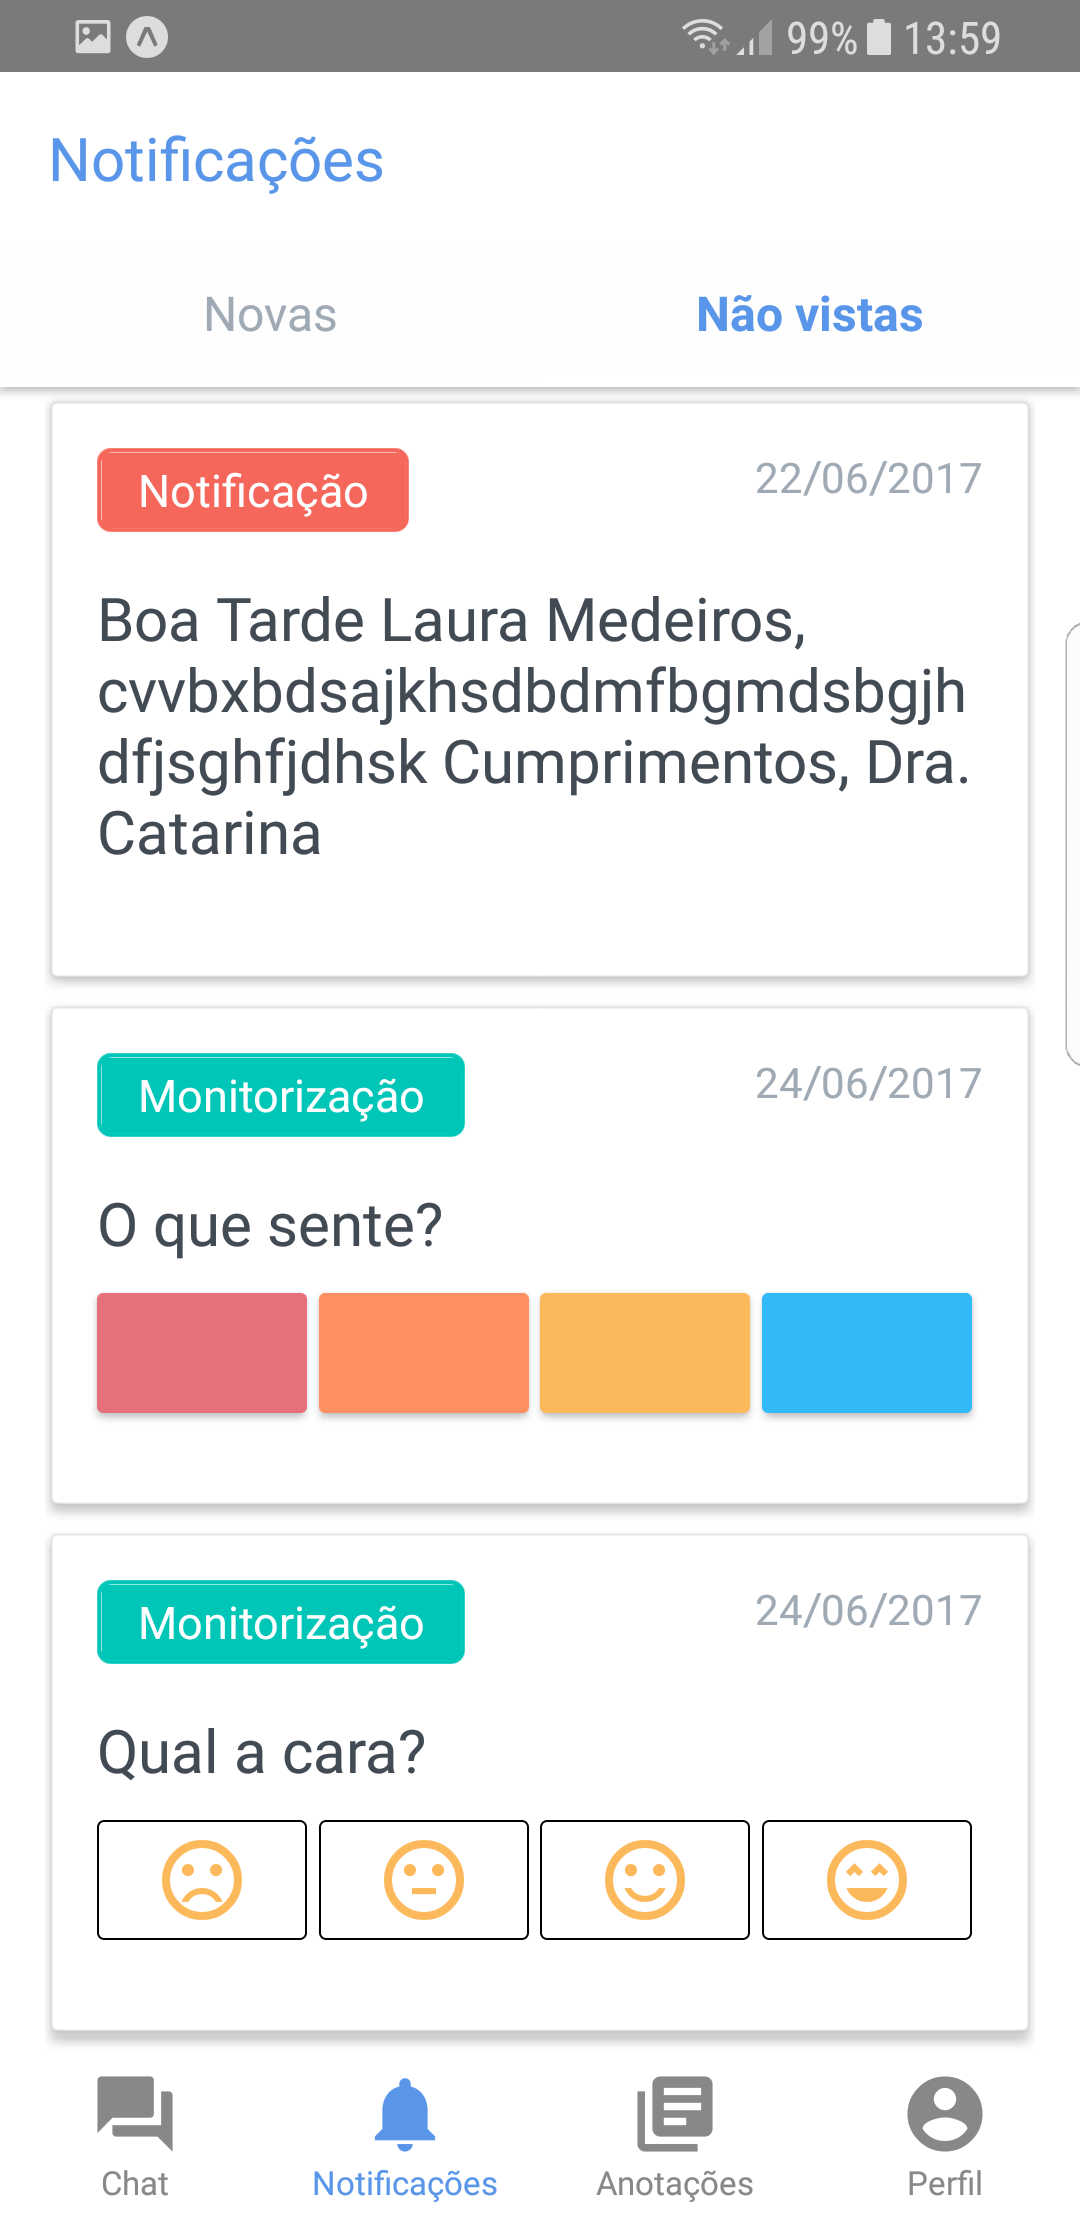 99% 13:59
Notificações
Novas Não vistas
Notificação 22/06/2017
Boa Tarde Laura Medeiros,
cvvbxbdsajkhsdbdmfbgmdsbgjh
dfjsghfjdhsk Cumprimentos, Dra.
Catarina
Monitorização 24/06/2017
O que sente?
Monitorização 24/06/2017
Qual a cara?
Chat Notificações Anotações Perfil